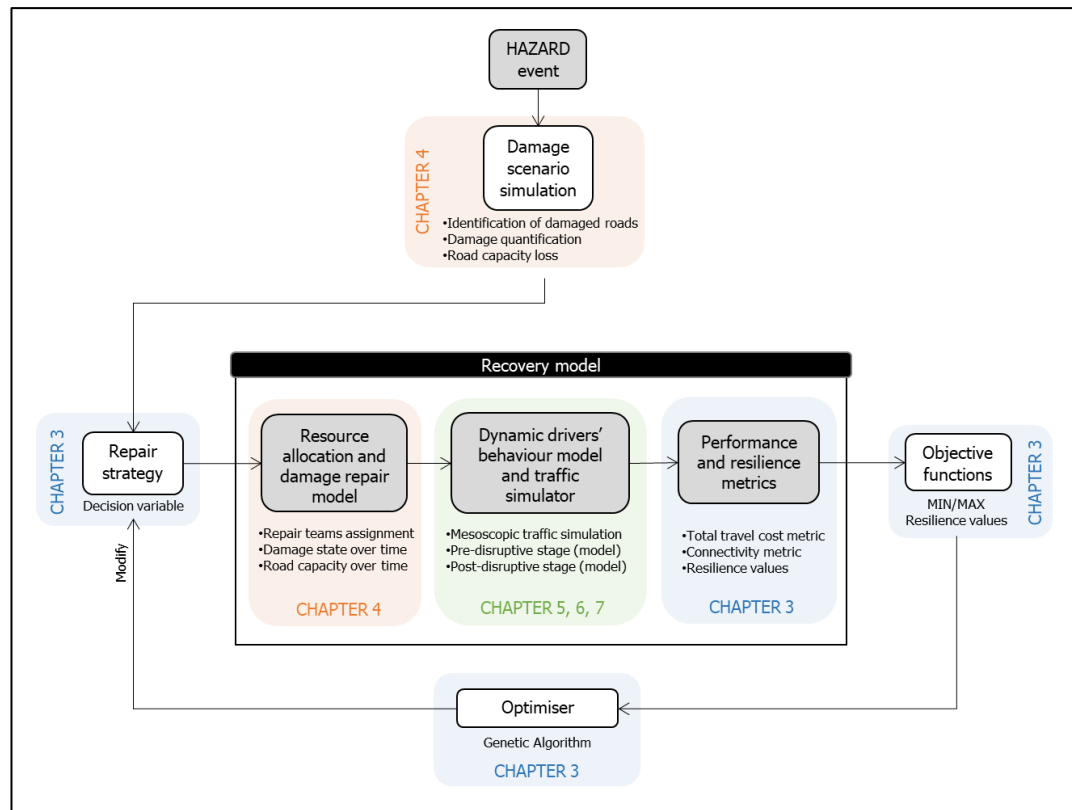 HAZARD
event
CHAPTER 4
Damage
scenario
simulation
•Identification of damaged roads
•Damage quantification
•Road capacity loss
Recovery model
CHAPTER 3
Repair
strategy
Decision variable
Resource
allocation and
damage repair
model
•Repair teams assignment
•Damage state over time
•Road capacity over time
CHAPTER 4
Dynamic drivers'
behaviour model
and traffic
simulator
•Mesoscopic traffic simulation
•Pre-disruptive stage (model)
•Post-disruptive stage (model)
CHAPTER 5, 6, 7
Performance
and resilience
metrics
•Total travel cost metric
•Connectivity metric
•Resilience values
CHAPTER 3
Objective
functions
MIN/MAX
Resilience values
CHAPTER 3
Modify
Optimiser
Genetic Algorithm
CHAPTER 3